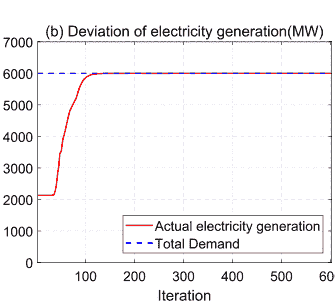 (b) Deviation of electricity generation(MW)
7000
6000
5000
4000
3000
2000
1000
0
Actual electricity generation
Total Demand
100 200 300 400 500 600
Iteration